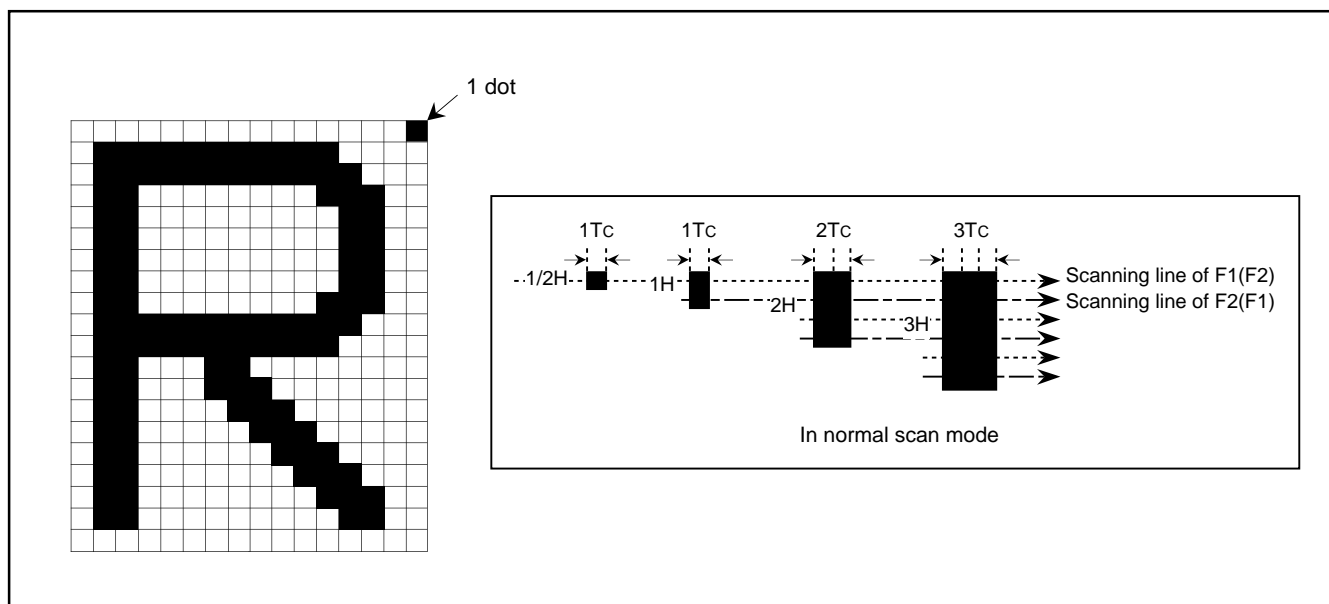 1 dot
1TC 1TC 2TC 3TC
1/2H
1H
2H
3H
Scanning line of F1(F2)
Scanning line of F2(F1)
In normal scan mode